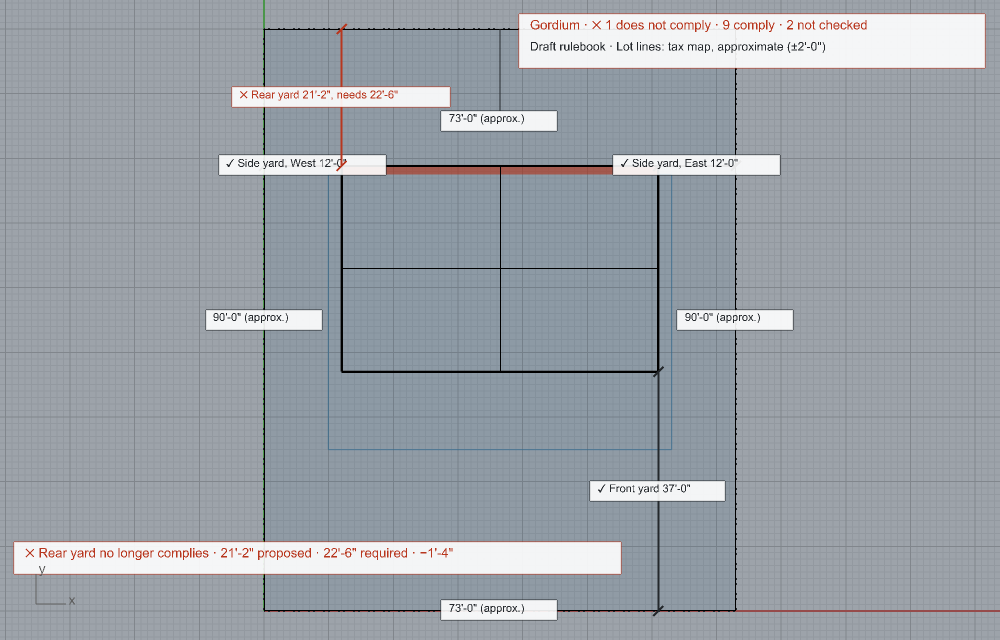 Gordium · ✕ 1 does not comply · 9 comply · 2 not checked
Draft rulebook · Lot lines: tax map, approximate (±2'-0")
✕ Rear yard 21'-2", needs 22'-6"
73'-0" (approx.)
✓ Side yard, West 12'-0"
✓ Side yard, East 12'-0"
90'-0" (approx.)
90'-0" (approx.)
✓ Front yard 37'-0"
✕ Rear yard no longer complies · 21'-2" proposed · 22'-6" required · −1'-4"
y
x
73'-0" (approx.)